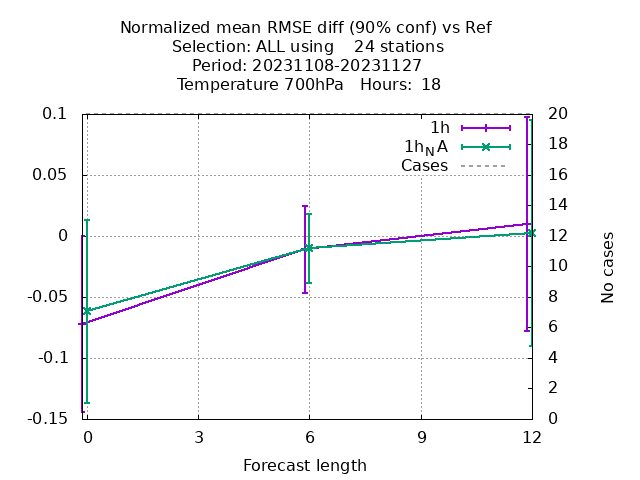 Normalized mean RMSE diff (90% conf) vs Ref
Selection: ALL using    24 stations
Period: 20231108-20231127
Temperature 700hPa   Hours:  18
0.1
0.05
0
-0.05
-0.1
-0.15
20
18
16
14
12
10
8
6
4
2
0
1h
1hNA
Cases
No cases
0
3
6
9
12
Forecast length